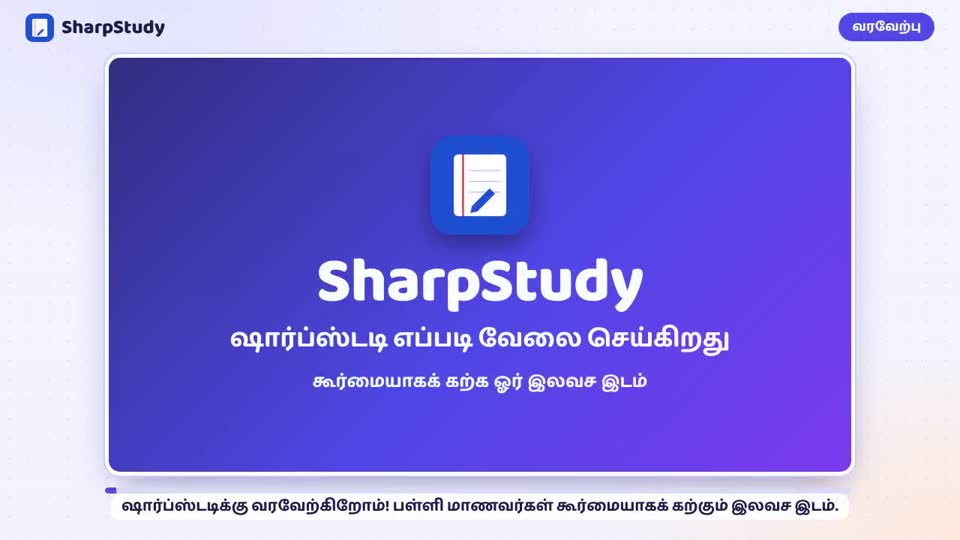 SharpStudy
வரவேற்பு
SharpStudy
ஷார்ப்ஸ்டடி எப்படி வேலை செய்கிறது
கூர்மையாகக் கற்க ஓர் இலவச இடம்
ஷார்ப்ஸ்டடிக்கு வரவேற்கிறோம்! பள்ளி மாணவர்கள் கூர்மையாகக் கற்கும் இலவச இடம்.